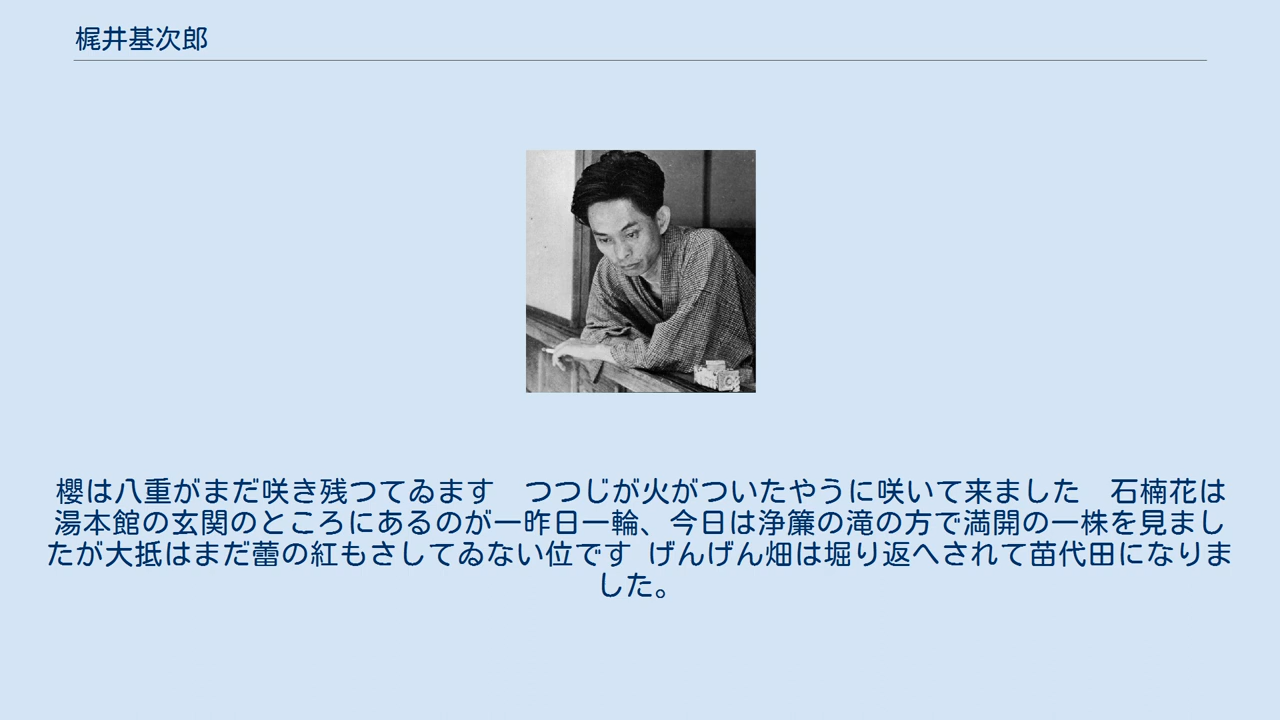 梶井基次郎
櫻は八重がまだ咲き残つてゐます　つつじが火がついたやうに咲いて来ました　石楠花は
湯本館の玄関のところにあるのが一昨日一輪、今日は浄簾の滝の方で満開の一株を見まし
たが大抵はまだ蕾の紅もさしてゐない位です げんげん畑は堀り返へされて苗代田になりま
した。